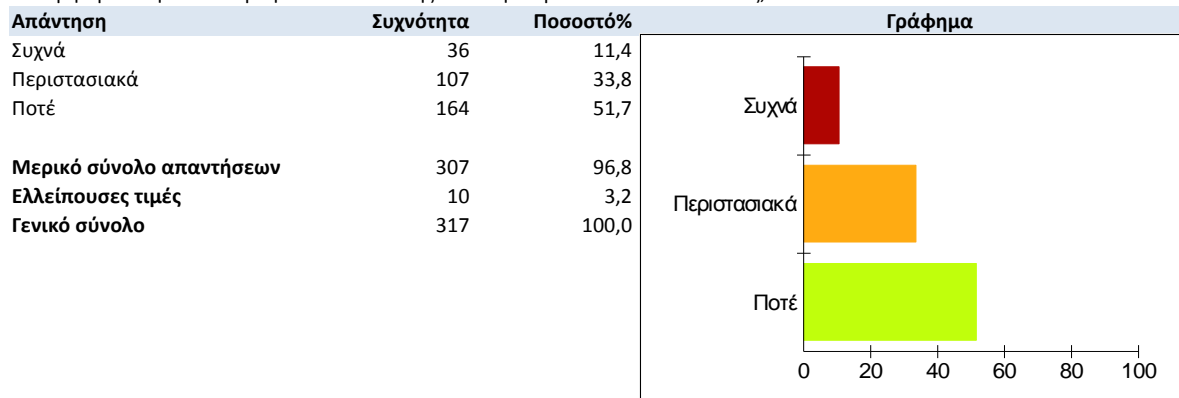 Απάντηση Συχνότητα Ποσοστό% Γράφημα
Συχνά 36 11,4
Περιστασιακά 107 33,8
Ποτέ 164 51,7
Μερικό σύνολο απαντήσεων 307 96,8
Ελλείπουσες τιμές 10 3,2
Γενικό σύνολο 317 100,0
Συχνά
Περιστασιακά
Ποτέ
0 20 40 60 80 100